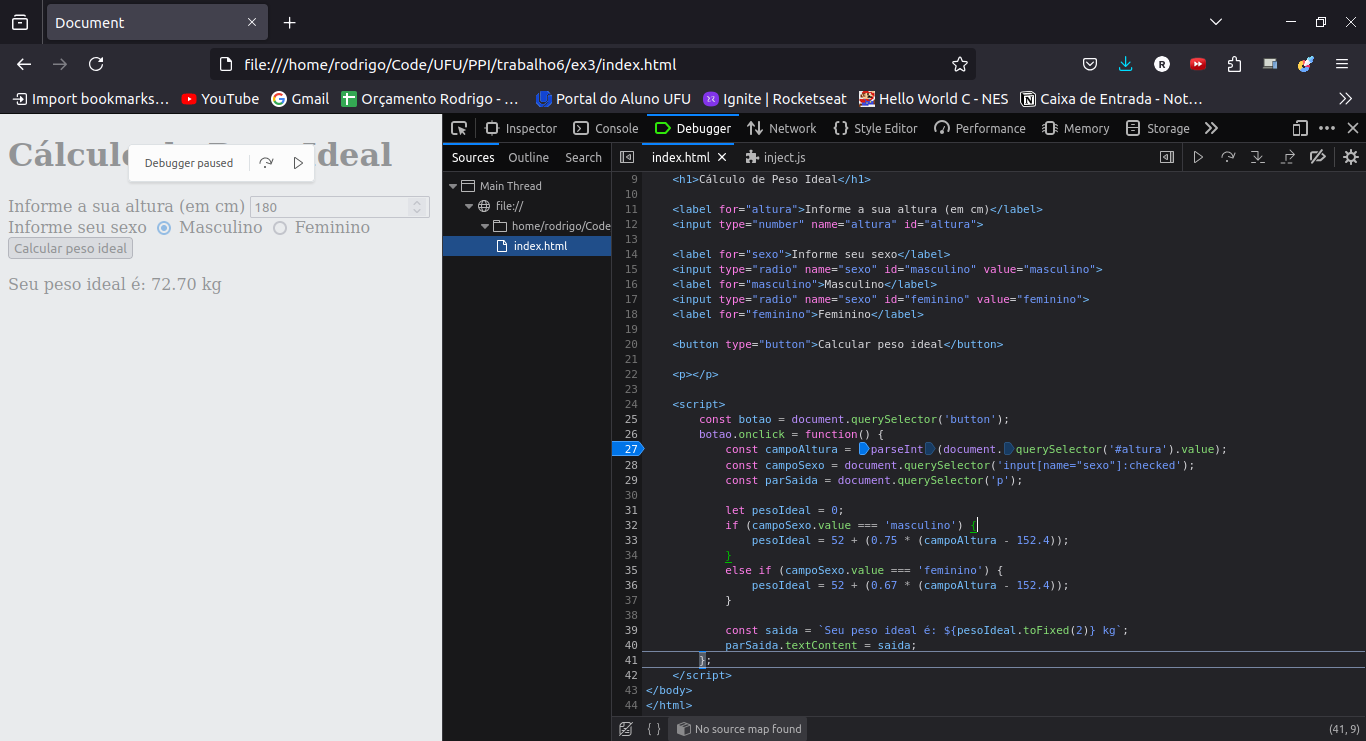 Document
file:///home/rodrigo/Code/UFU/PPI/trabalho6/ex3/index.html
Import bookmarks… YouTube Gmail Orçamento Rodrigo - … Portal do Aluno UFU Ignite | Rocketseat Hello World C - NES Caixa de Entrada - Not…
Inspector Console Debugger Network Style Editor Performance Memory Storage
Debugger paused
Informe a sua altura (em cm) 180
Informe seu sexo Masculino Feminino
Calcular peso ideal
Seu peso ideal é: 72.70 kg
Sources Outline Search
Main Thread
file://
home/rodrigo/Code
index.html
index.html inject.js
9 <h1>Cálculo de Peso Ideal</h1>
10
11 <label for="altura">Informe a sua altura (em cm)</label>
12 <input type="number" name="altura" id="altura">
13
14 <label for="sexo">Informe seu sexo</label>
15 <input type="radio" name="sexo" id="masculino" value="masculino">
16 <label for="masculino">Masculino</label>
17 <input type="radio" name="sexo" id="feminino" value="feminino">
18 <label for="feminino">Feminino</label>
19
20 <button type="button">Calcular peso ideal</button>
21
22 <p></p>
23
24 <script>
25 const botao = document.querySelector('button');
26 botao.onclick = function() {
27 const campoAltura = parseInt(document.querySelector('#altura').value);
28 const campoSexo = document.querySelector('input[name="sexo"]:checked');
29 const parSaida = document.querySelector('p');
30
31 let pesoIdeal = 0;
32 if (campoSexo.value === 'masculino') {
33 pesoIdeal = 52 + (0.75 * (campoAltura - 152.4));
34 }
35 else if (campoSexo.value === 'feminino') {
36 pesoIdeal = 52 + (0.67 * (campoAltura - 152.4));
37 }
38
39 const saida = `Seu peso ideal é: ${pesoIdeal.toFixed(2)} kg`;
40 parSaida.textContent = saida;
41 };
42 </script>
43 </body>
44 </html>
{ } No source map found (41, 9)